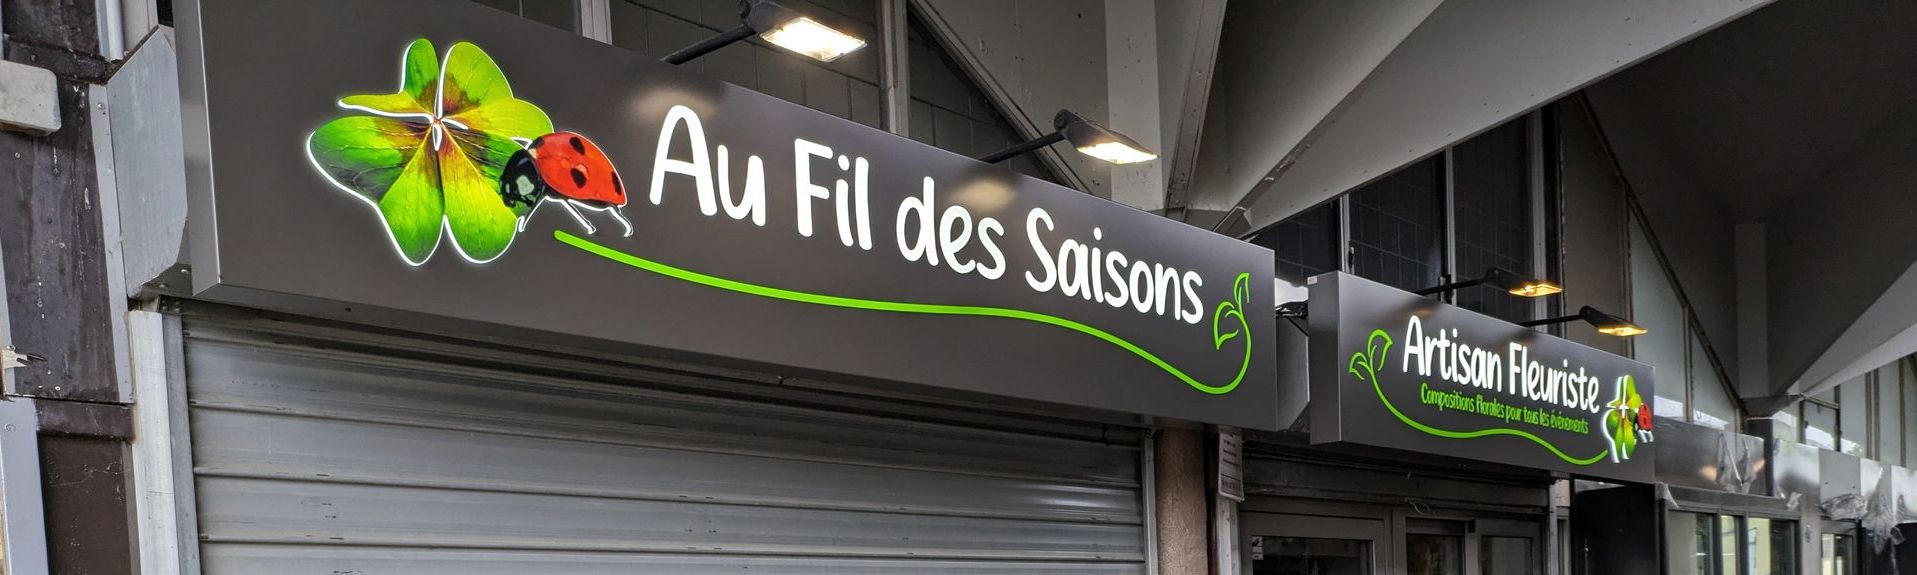 Au Fil des Saisons
Artisan Fleuriste
Compositions florales pour tous les événements